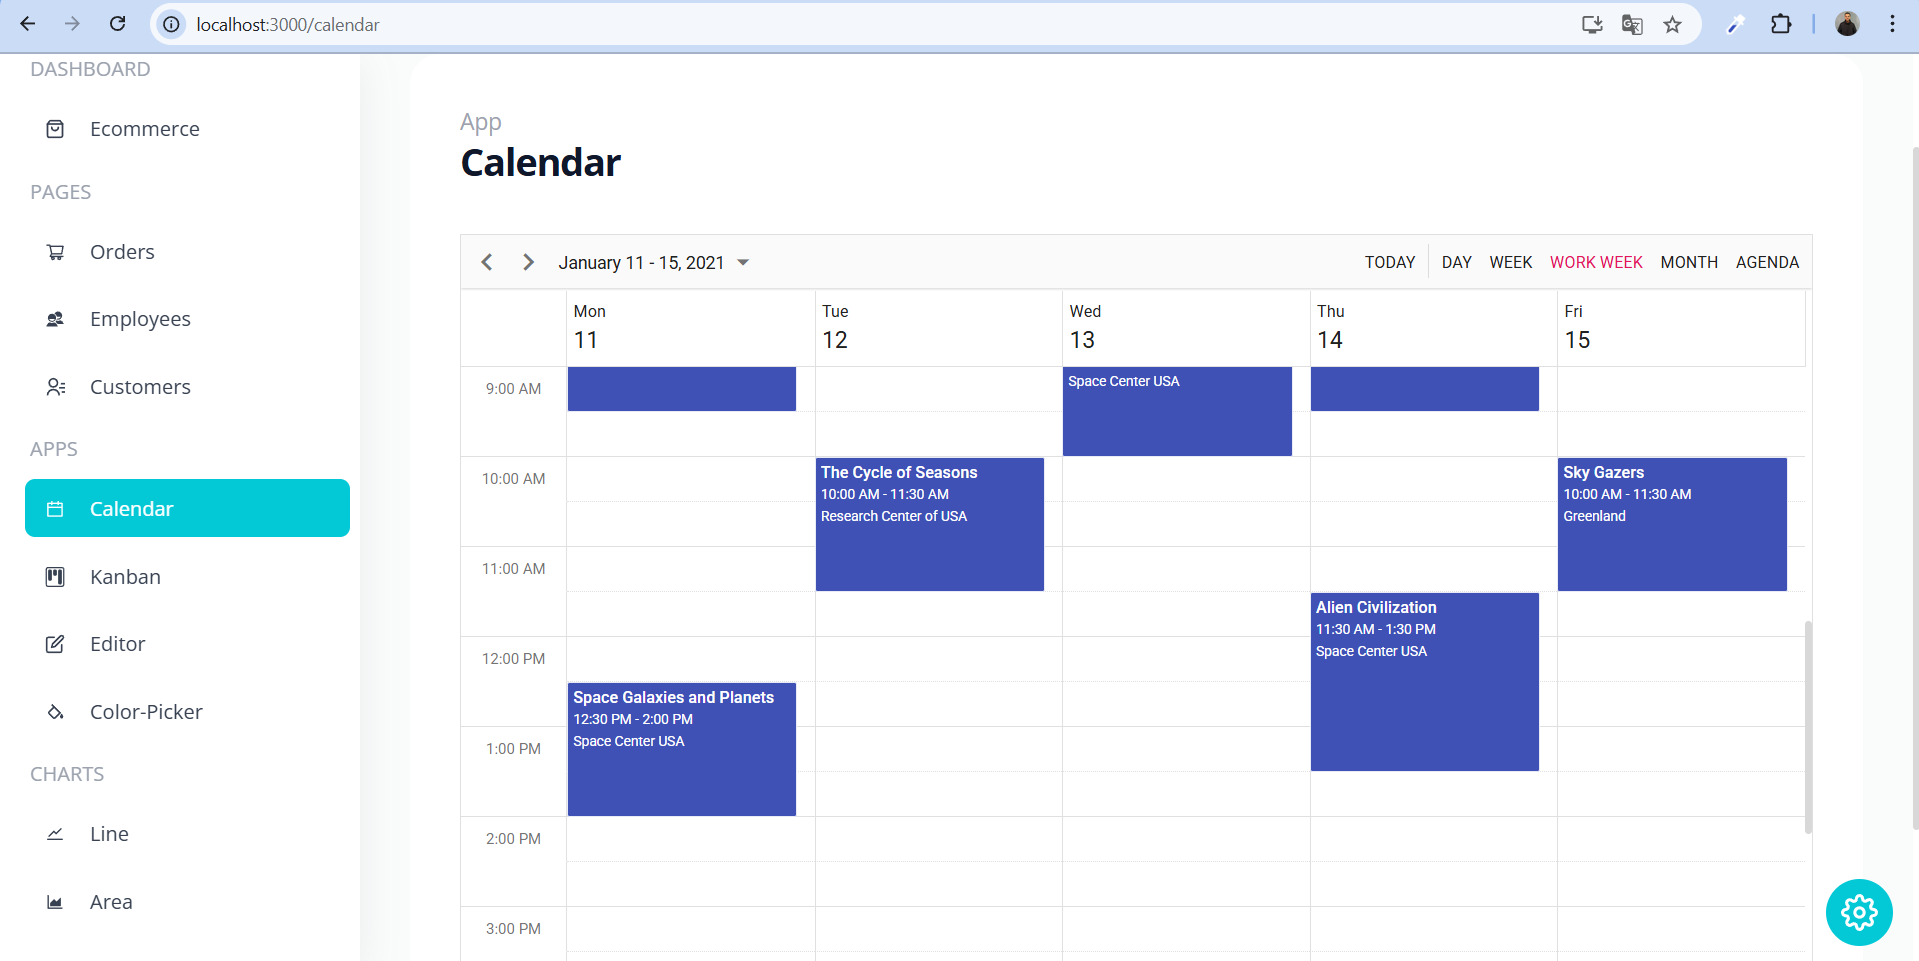 localhost:3000/calendar
DASHBOARD
Ecommerce
PAGES
Orders
Employees
Customers
APPS
Calendar
Kanban
Editor
Color-Picker
CHARTS
Line
Area
App
Calendar
January 11 - 15, 2021
TODAY DAY WEEK WORK WEEK MONTH AGENDA
Mon Tue Wed Thu Fri
11 12 13 14 15
9:00 AM
Space Center USA
10:00 AM
The Cycle of Seasons
10:00 AM - 11:30 AM
Research Center of USA
Sky Gazers
10:00 AM - 11:30 AM
Greenland
11:00 AM
Alien Civilization
11:30 AM - 1:30 PM
Space Center USA
12:00 PM
Space Galaxies and Planets
12:30 PM - 2:00 PM
Space Center USA
1:00 PM
2:00 PM
3:00 PM